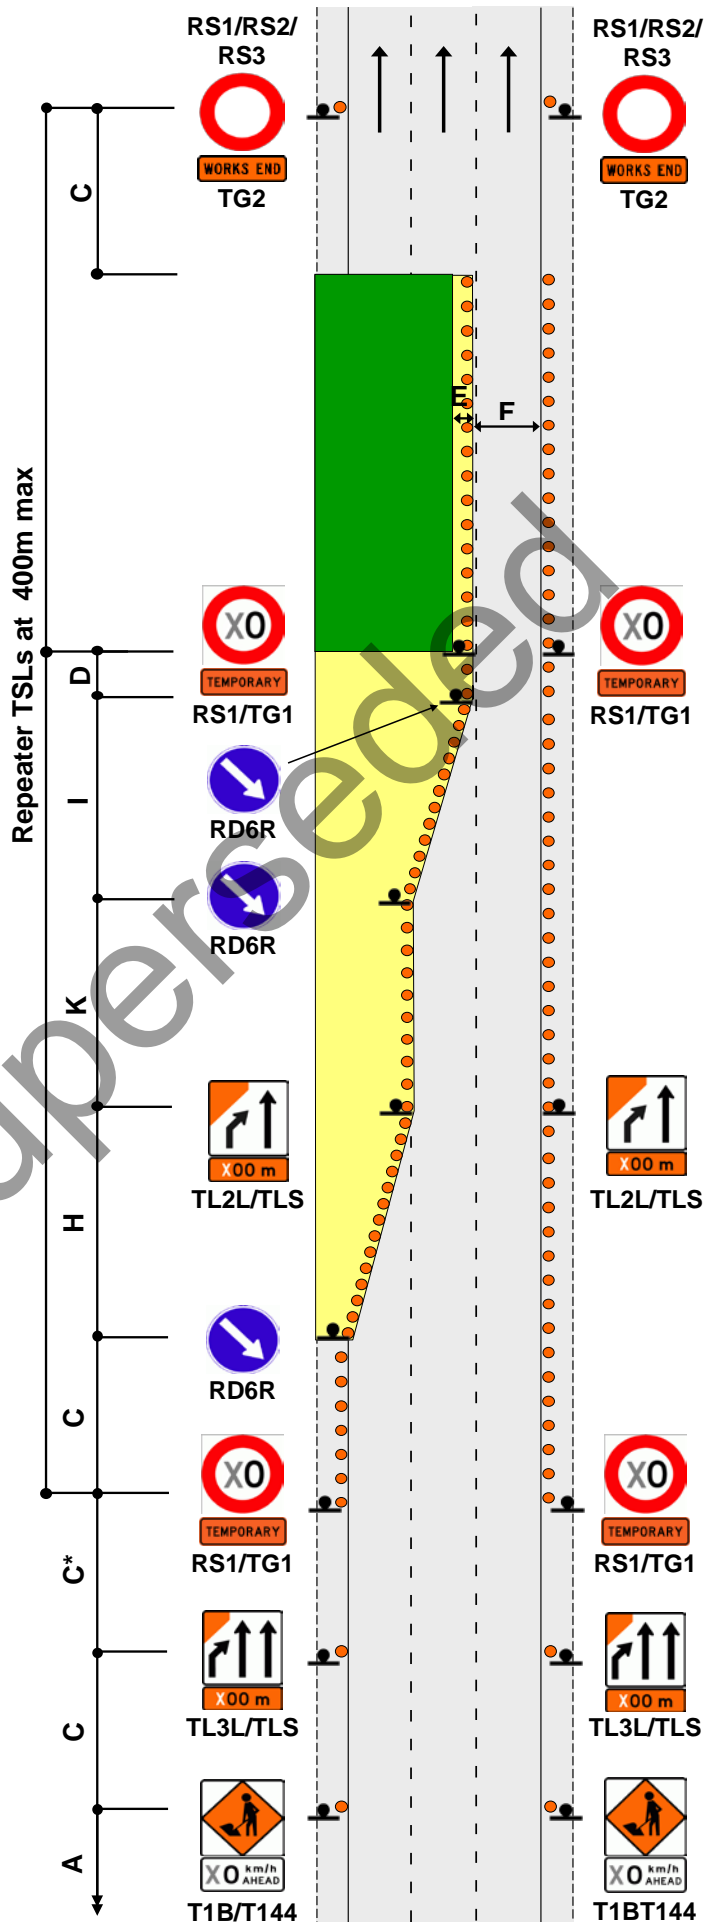 RS1/RS2/
RS3
RS1/RS2/
RS3
WORKS END
WORKS END
TG2
TG2
C
E
F
Repeater TSLs at 400m max
X0
X0
TEMPORARY
TEMPORARY
RS1/TG1
RS1/TG1
D
I
RD6R
RD6R
K
X00 m
X00 m
TL2L/TLS
TL2L/TLS
H
RD6R
C
X0
X0
TEMPORARY
TEMPORARY
RS1/TG1
RS1/TG1
C*
X00 m
X00 m
TL3L/TLS
TL3L/TLS
C
X0 km/h AHEAD
X0 km/h AHEAD
A
T1B/T144
T1BT144
uperseded